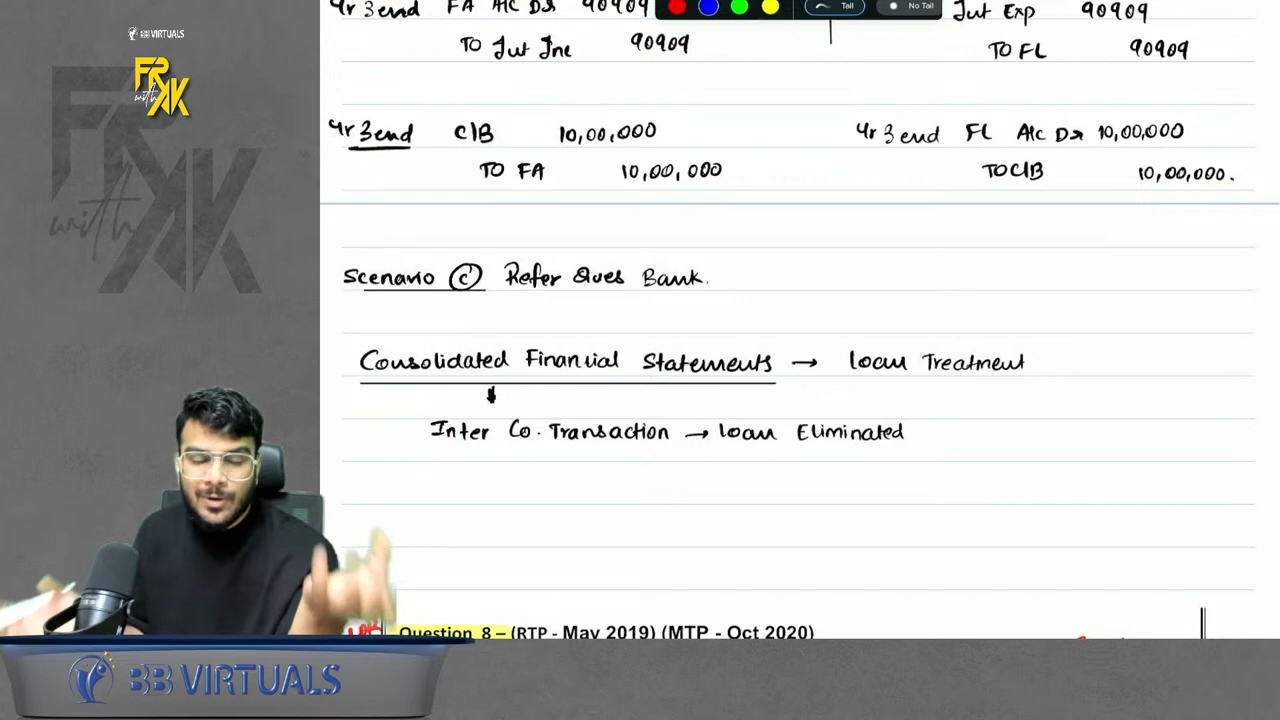 BB VIRTUALS
FR
with AK
FR
with AK
Yr 3 end FA A/c Dr 90909
Tail
No Tail
Int Exp 90909
TO Int Inc 90909
TO FL 90909
Yr 3 end C/B 10,00,000
Yr 3 end FL A/c Dr 10,00,000
TO FA 10,00,000
TO C/B 10,00,000.
Scenario (c) Refer Ques Bank.
Consolidated Financial Statements → loan Treatment
Inter Co. Transaction → loan Eliminated
Question 8 – (RTP - May 2019) (MTP - Oct 2020)
BB VIRTUALS